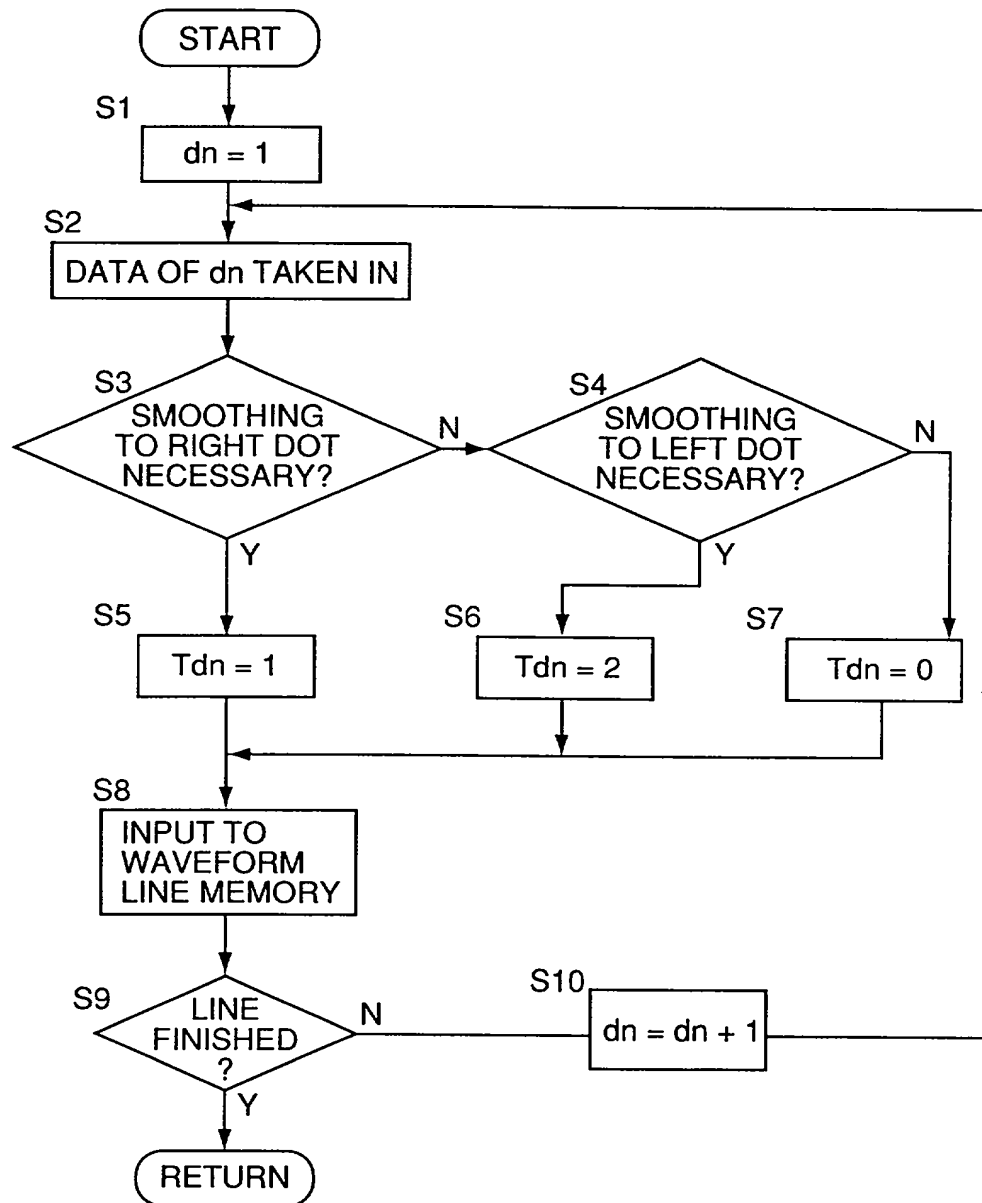 START
S1
dn = 1
S2
DATA OF dn TAKEN IN
S3
SMOOTHING
TO RIGHT DOT
NECESSARY?
N
Y
S4
SMOOTHING
TO LEFT DOT
NECESSARY?
N
Y
S5
Tdn = 1
S6
Tdn = 2
S7
Tdn = 0
S8
INPUT TO
WAVEFORM
LINE MEMORY
S9
LINE
FINISHED
?
N
Y
S10
dn = dn + 1
RETURN